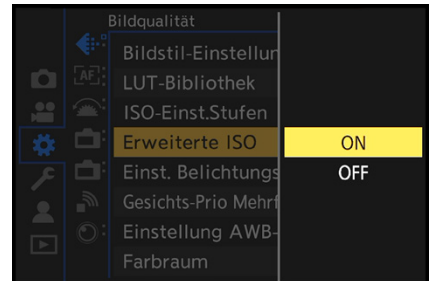 Bildqualität
Bildstil-Einstellun
[AF]
LUT-Bibliothek
ISO-Einst.Stufen
Erweiterte ISO
ON
Einst. Belichtungs
OFF
Gesichts-Prio Mehrf
Einstellung AWB-
Farbraum